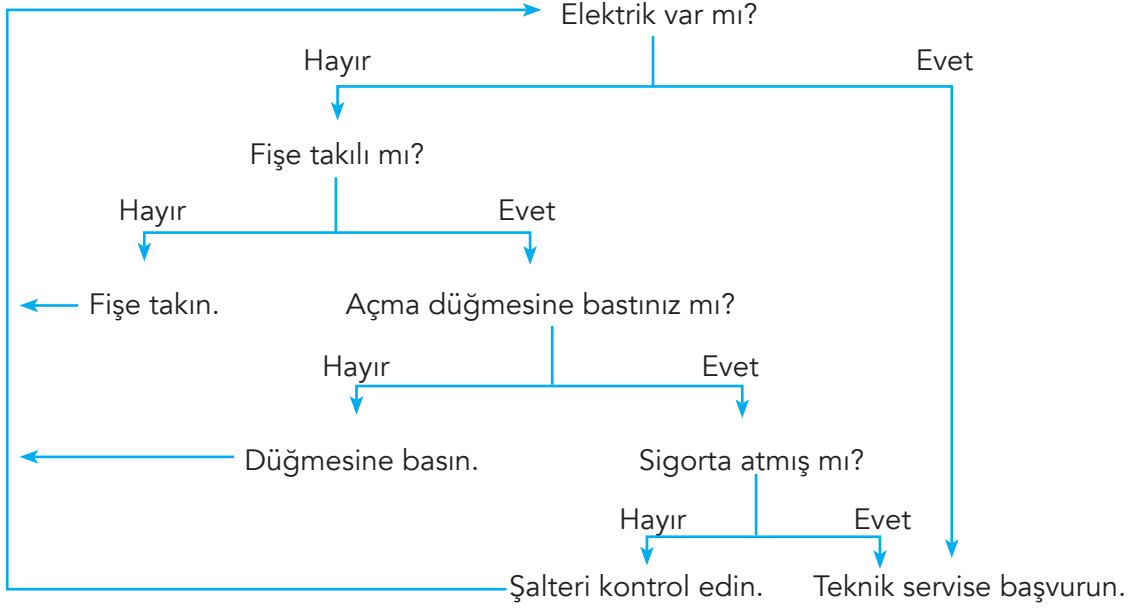 Elektrik var mı?
Hayır
Evet
Fişe takılı mı?
Hayır
Evet
Fişe takın.
Açma düğmesine bastınız mı?
Hayır
Evet
Düğmesine basın.
Sigorta atmış mı?
Hayır
Evet
Şalteri kontrol edin.
Teknik servise başvurun.